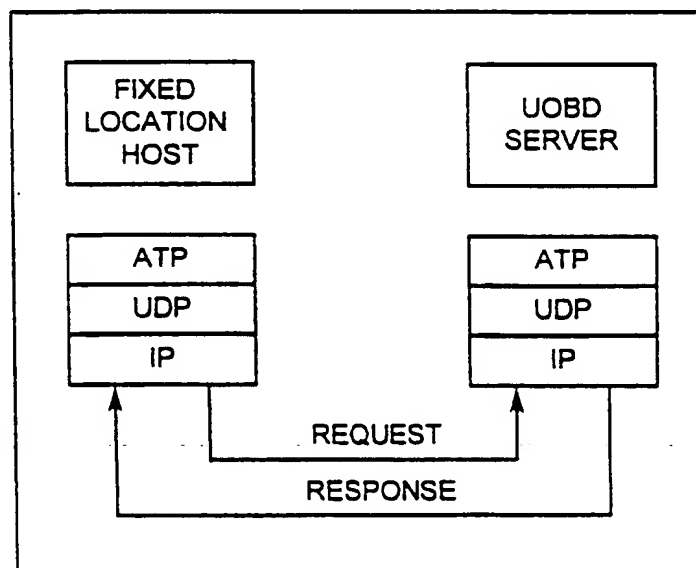 FIXED
LOCATION
HOST
UOBD
SERVER
ATP
UDP
IP
ATP
UDP
IP
REQUEST
RESPONSE